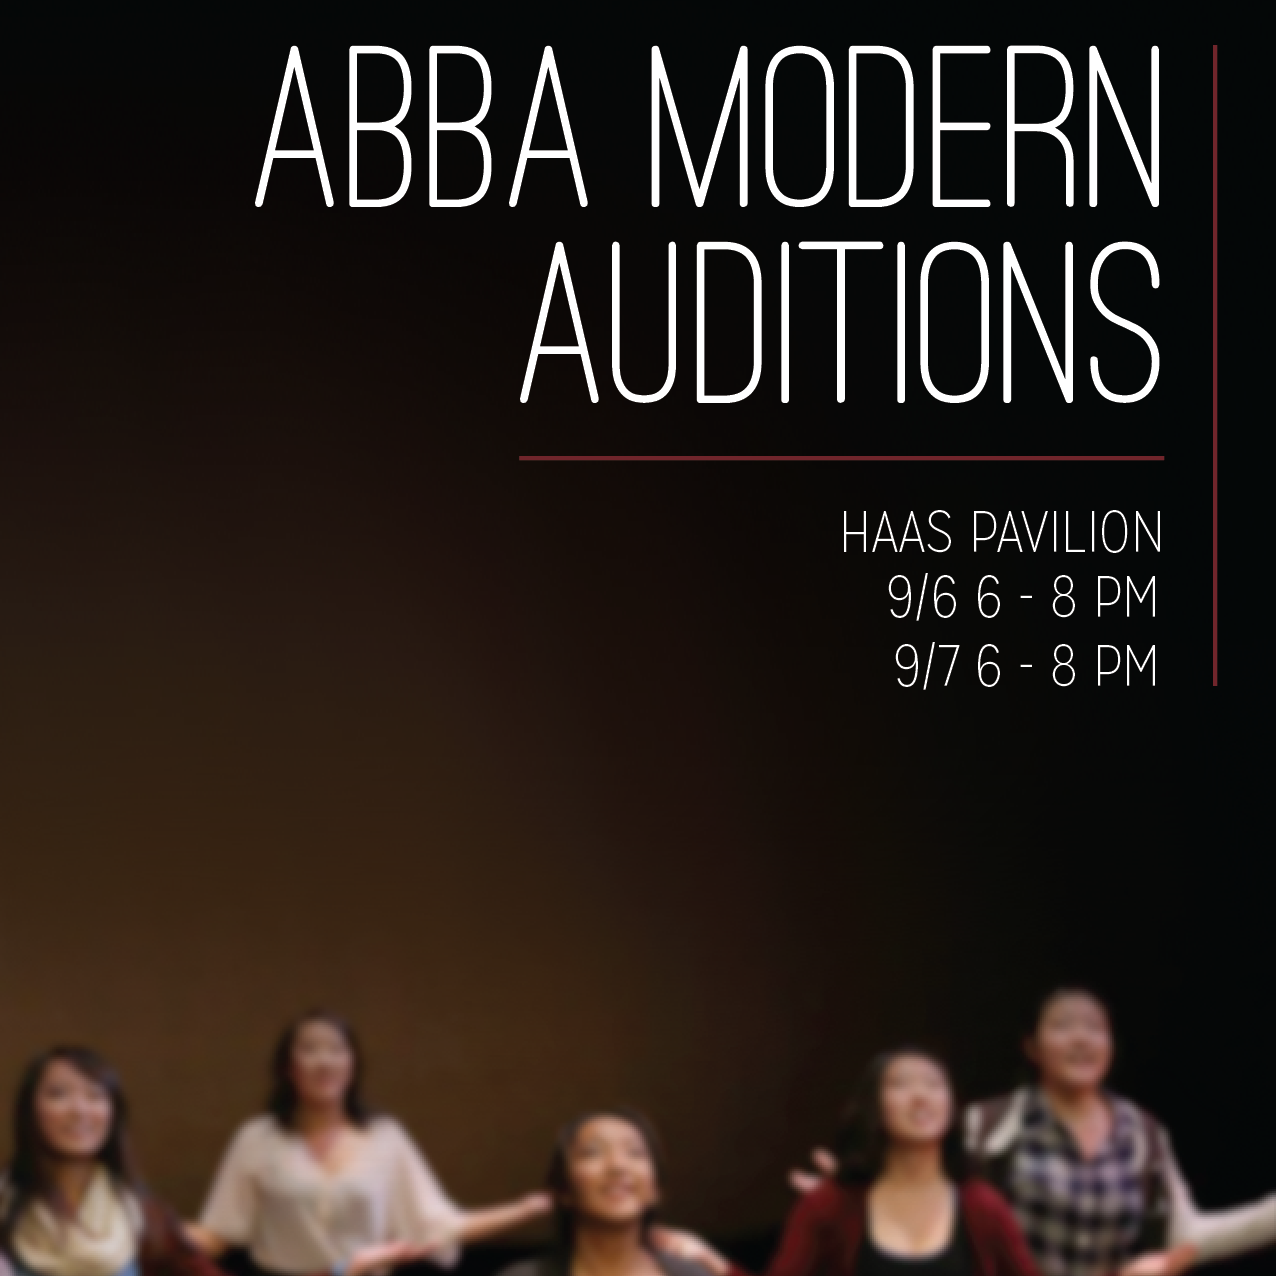 ABBA MODERN
AUDITIONS
HAAS PAVILION
9/6 6 - 8 PM
9/7 6 - 8 PM